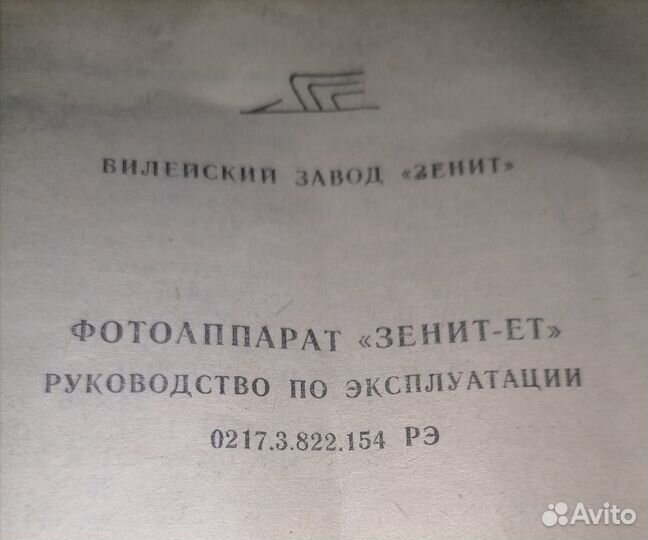 ВИЛЕЙСКИЙ ЗАВОД «ЗЕНИТ»
ФОТОАППАРАТ «ЗЕНИТ-ЕТ»
РУКОВОДСТВО ПО ЭКСПЛУАТАЦИИ
0217.3.822.154 РЭ
Avito